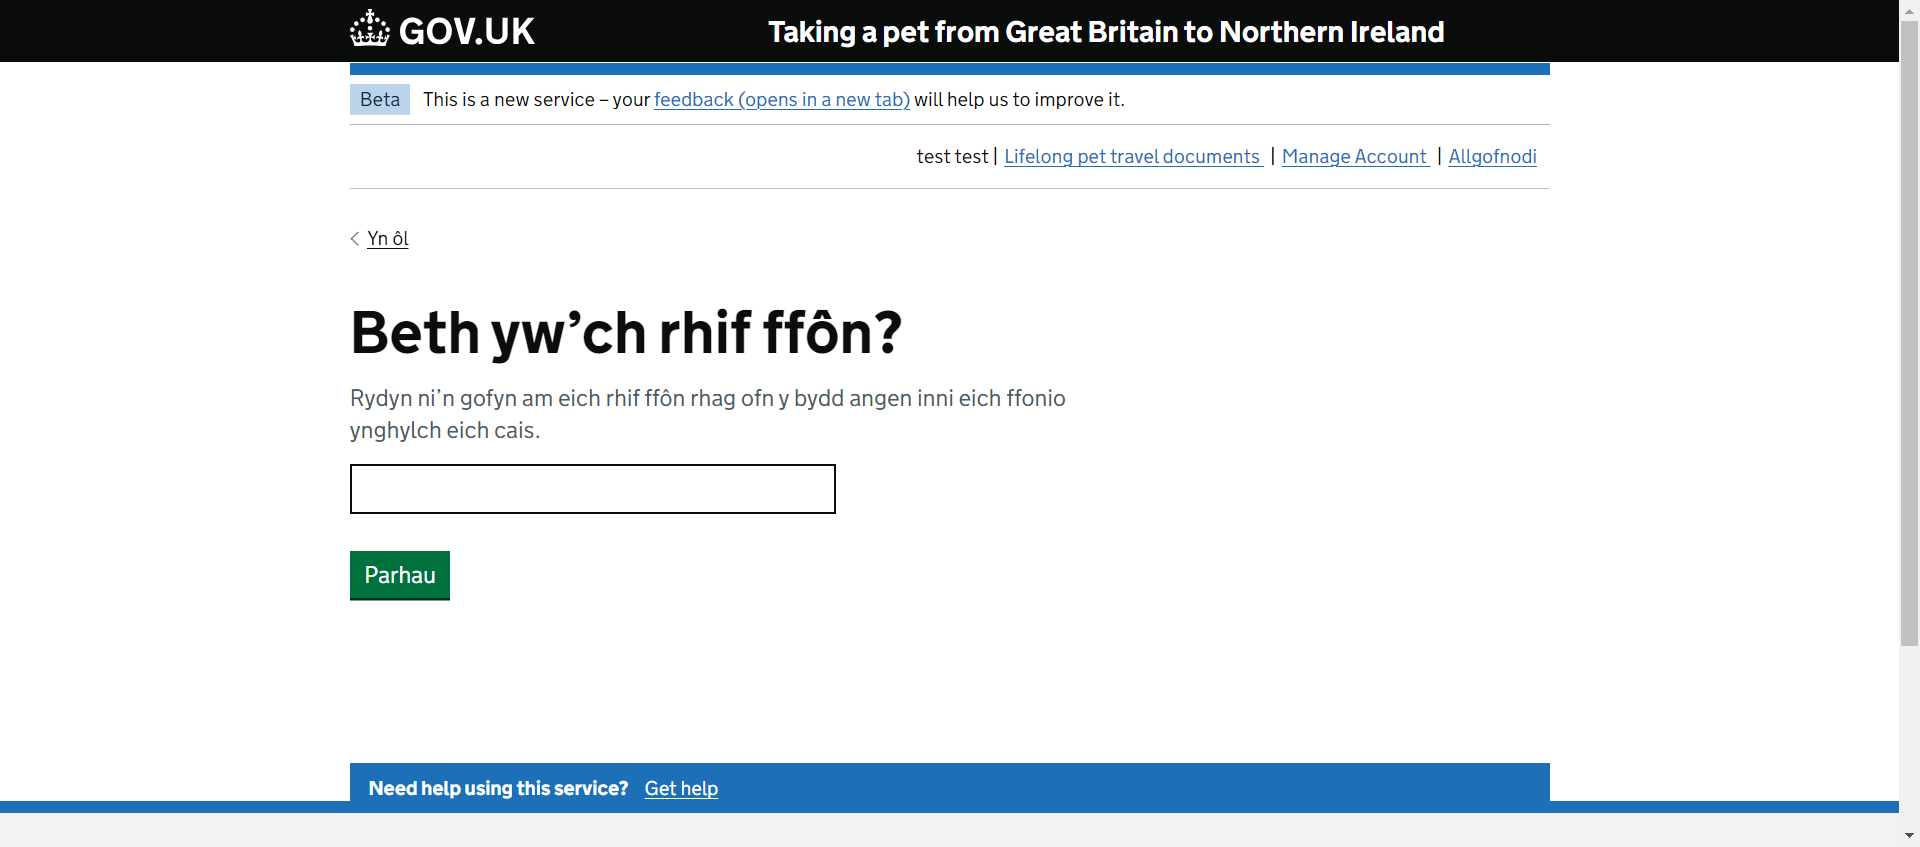 GOV.UK
Taking a pet from Great Britain to Northern Ireland
Beta This is a new service – your feedback (opens in a new tab) will help us to improve it.
test test | Lifelong pet travel documents | Manage Account | Allgofnodi
Yn ôl
Beth yw’ch rhif ffôn?
Rydyn ni’n gofyn am eich rhif ffôn rhag ofn y bydd angen inni eich ffonio
ynghylch eich cais.
Parhau
Need help using this service? Get help